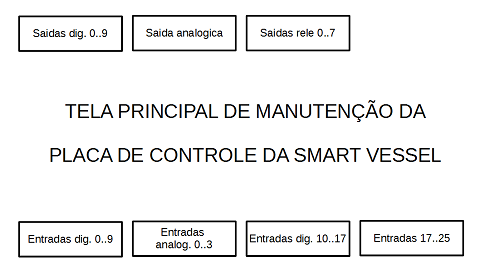 Saidas dig. 0..9
Saida analogica
Saidas rele 0..7
TELA PRINCIPAL DE MANUTENÇÃO DA
PLACA DE CONTROLE DA SMART VESSEL
Entradas dig. 0..9
Entradas
analog. 0..3
Entradas dig. 10..17
Entradas 17..25